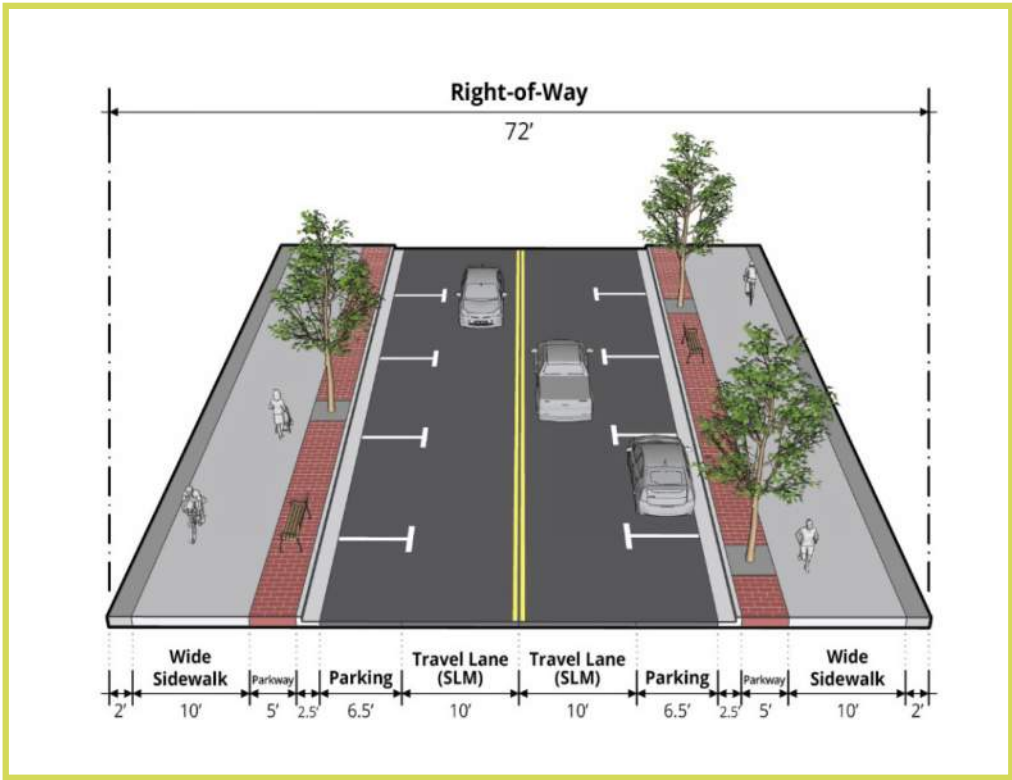 Right-of-Way
72'
Wide Sidewalk
Parkway
Parking
Travel Lane (SLM)
Travel Lane (SLM)
Parking
Parkway
Wide Sidewalk
2' 10' 5' 2.5' 6.5' 10' 10' 6.5' 2.5' 5' 10' 2'